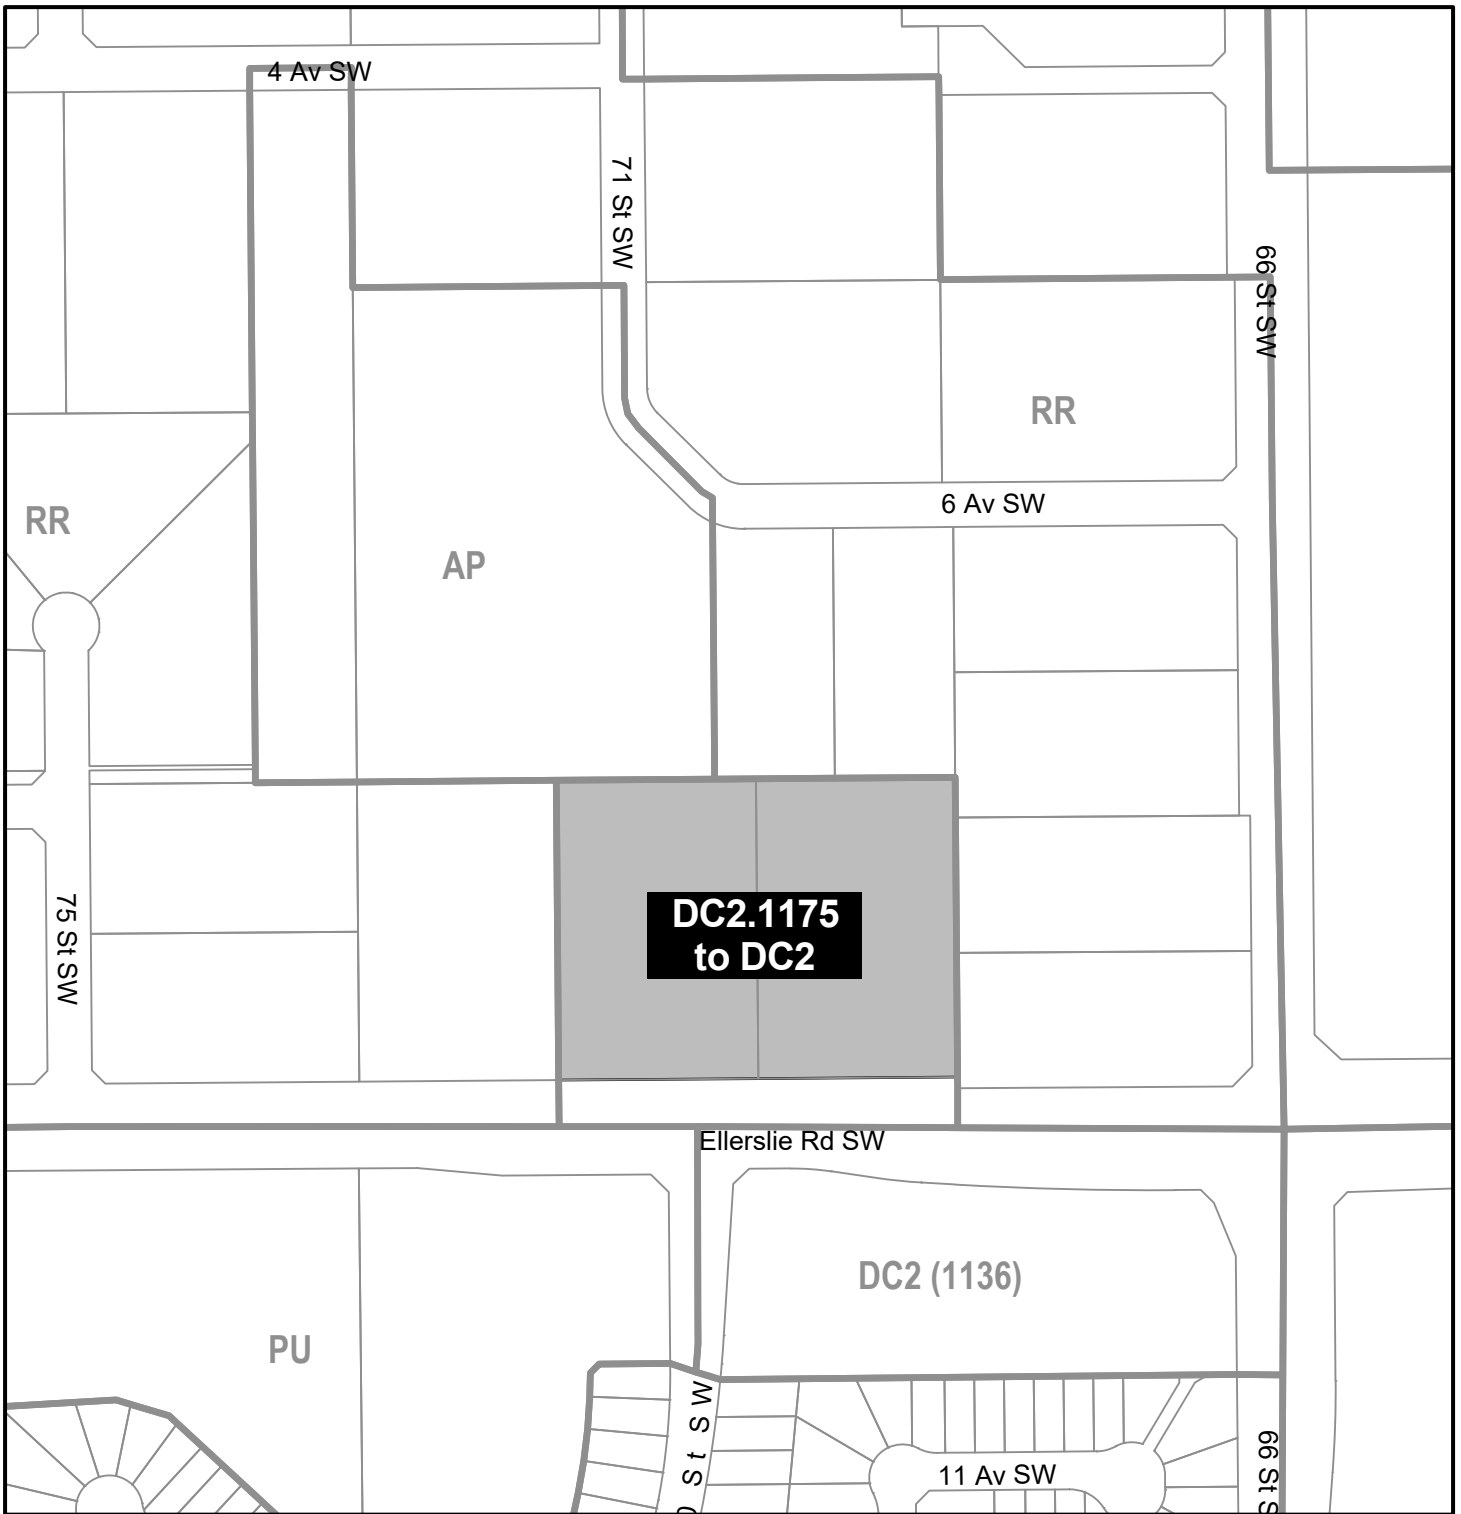 4 Av SW
71 St SW
66 St SW
RR
6 Av SW
RR
AP
75 St SW
DC2.1175
to DC2
Ellerslie Rd SW
DC2 (1136)
PU
St SW
11 Av SW
66 St S